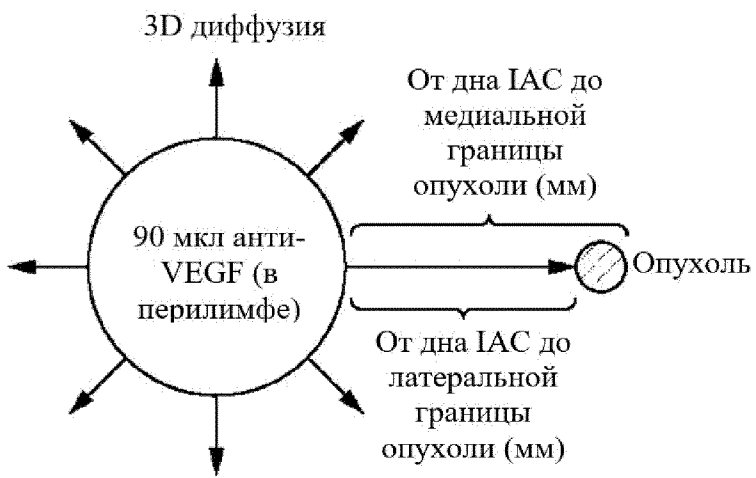 3D диффузия
От дна IAC до
медиальной
границы
опухоли (мм)
90 мкл анти-
VEGF (в
перилимфе)
Опухоль
От дна IAC до
латеральной
границы
опухоли (мм)